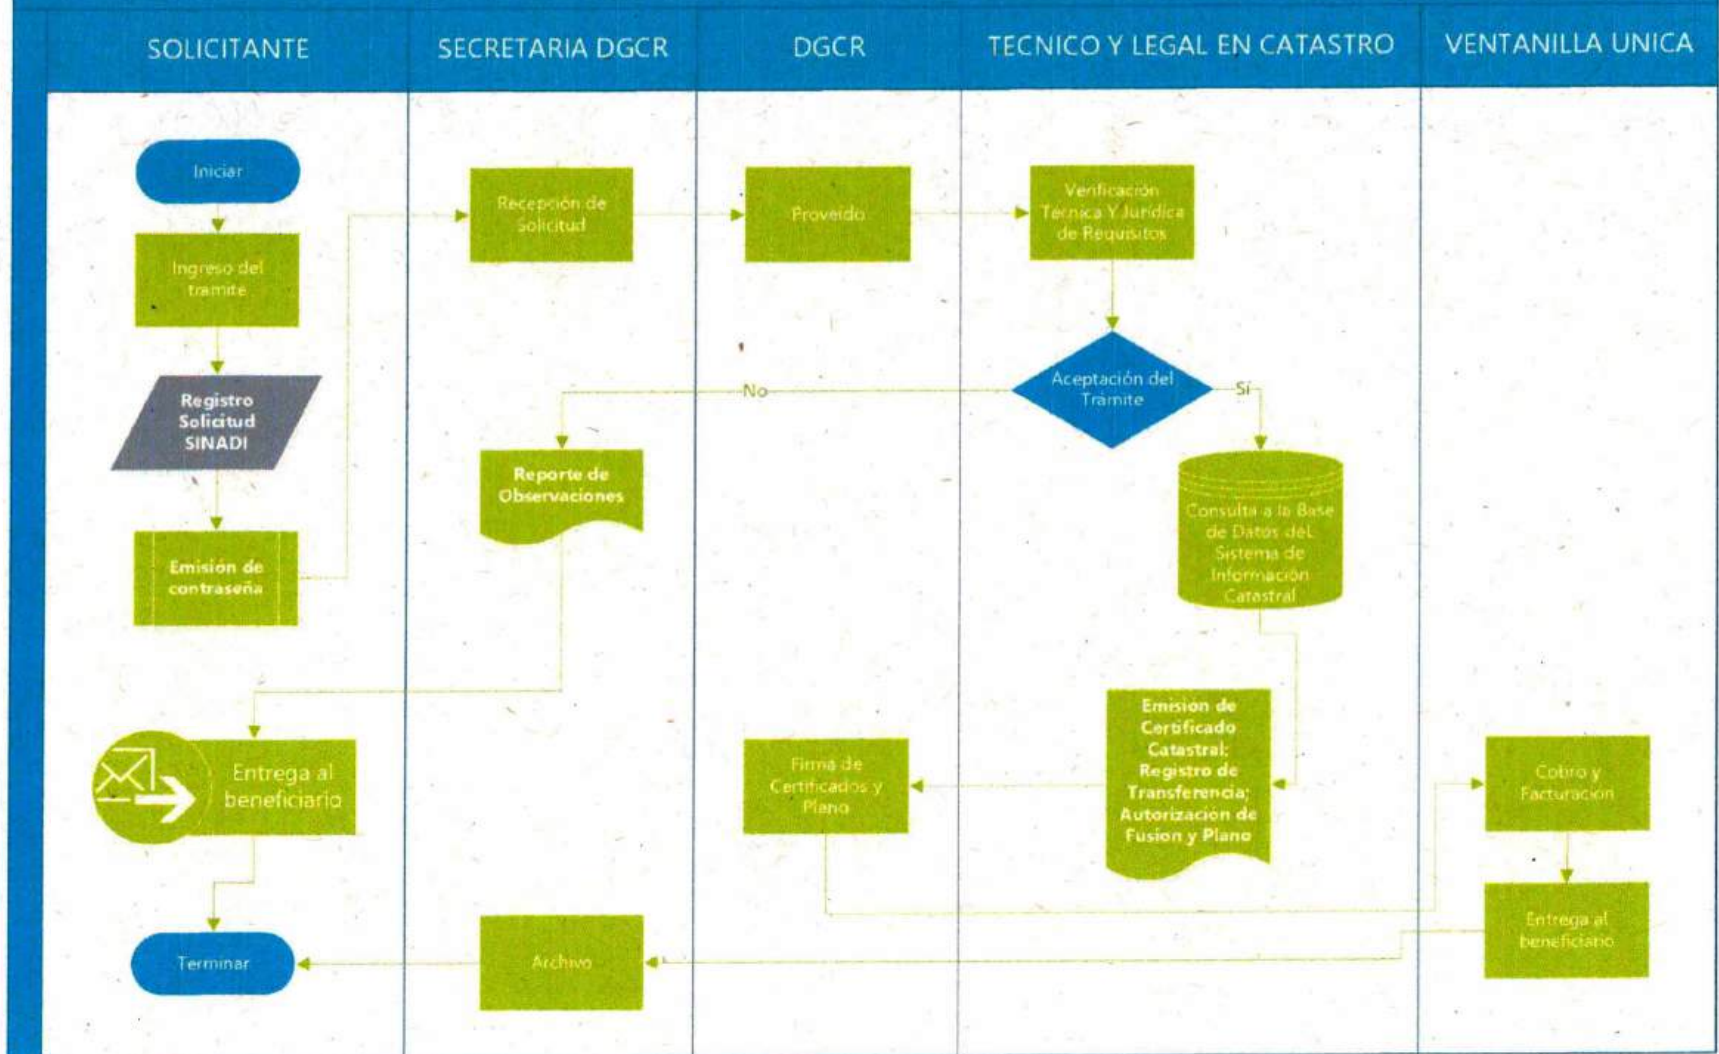 SOLICITANTE
SECRETARIA DGCR
DGCR
TECNICO Y LEGAL EN CATASTRO
VENTANILLA UNICA
Iniciar
Ingreso del
tramite
Registro
Solicitud
SINADI
Emisión de
contraseña
Recepción de
Solicitud
Proveído
Verificación
Técnica Y Jurídica
de Requisitos
Aceptación del
Trámite
No
Sí
Reporte de
Observaciones
Consulta a la Base
de Datos del
Sistema de
Información
Catastral
Entrega al
beneficiario
Firma de
Certificados y
Plano
Emisión de
Certificado
Catastral;
Registro de
Transferencia;
Autorización de
Fusion y Plano
Cobro y
Facturación
Entrega al
beneficiario
Archivo
Terminar